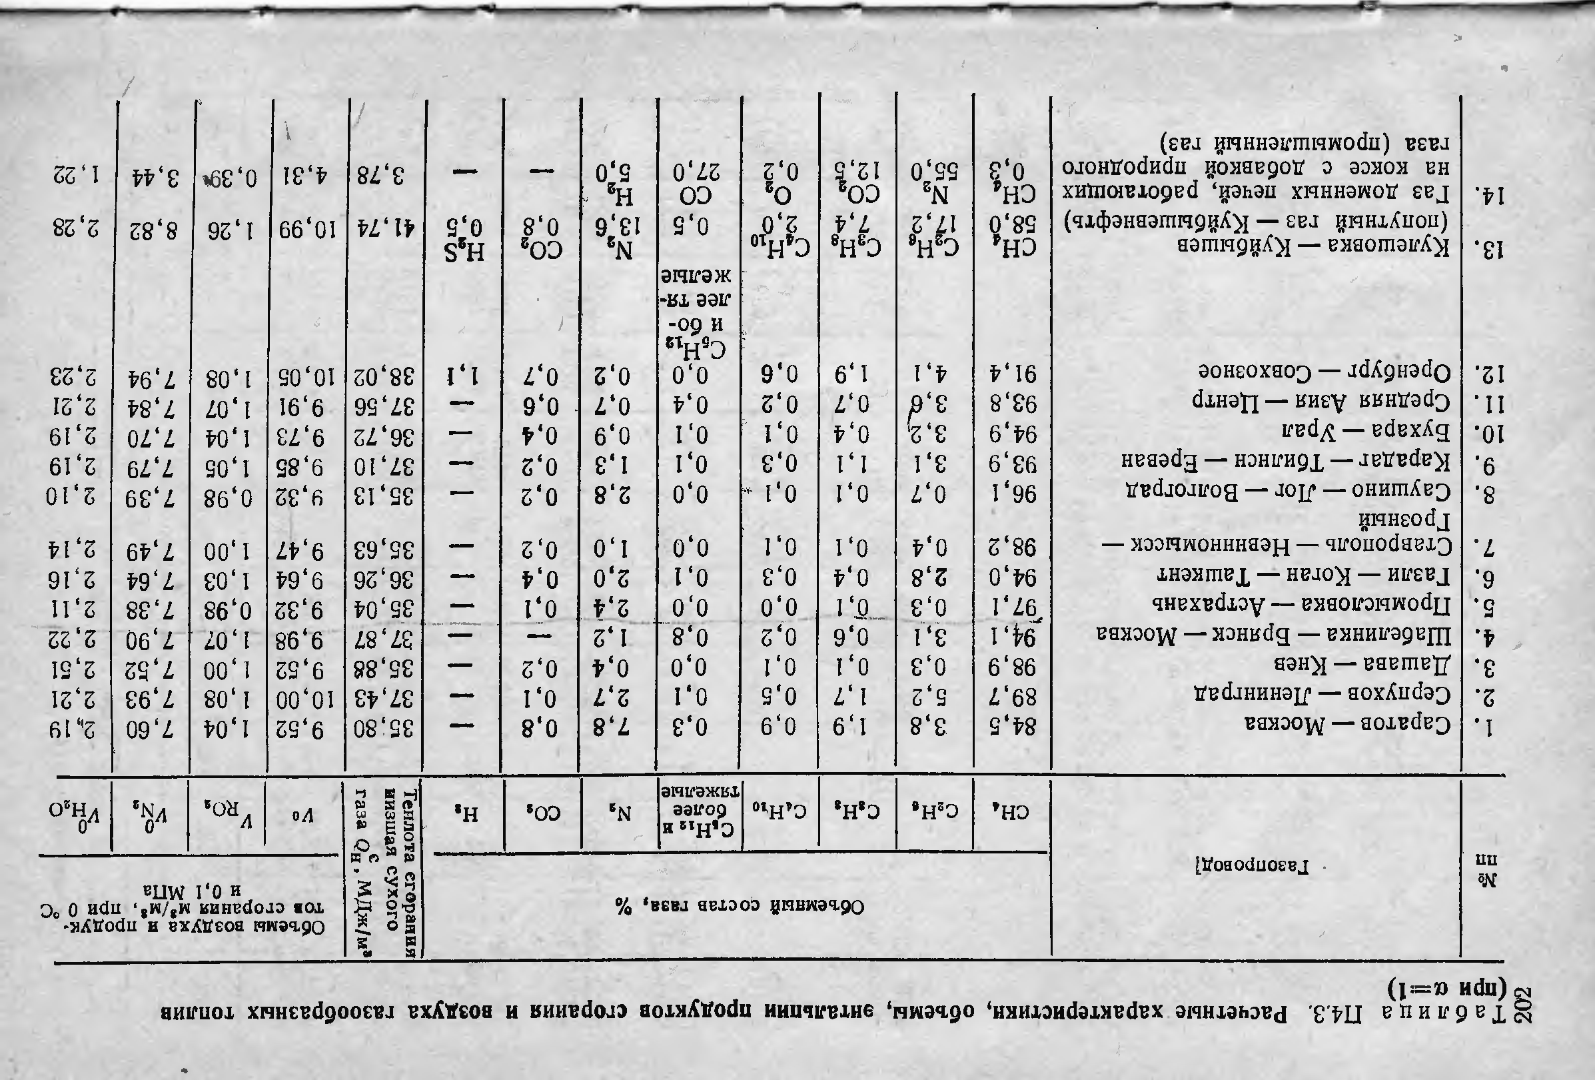 202
Таблица П4.3. Расчетные характеристики, объемы, энтальпии продуктов сгорания и воздуха газообразных топлив
(при α=1)
№ пп | Газопровод | Объемный состав газа, % | Теплота сгорания низшая сухого газа Qнс, МДж/м³ | Объемы воздуха и продуктов сгорания м³/м³, при 0 °С и 0,1 МПа
CH₄ | C₂H₆ | C₃H₈ | C₄H₁₀ | C₅H₁₂ и более тяжелые | N₂ | CO₂ | H₂ | V⁰ | V RO₂ | V⁰N₂ | V⁰H₂O
1. Саратов — Москва 84,5 3,8 1,9 0,9 0,3 7,8 0,8 — 35,80 9,52 1,04 7,60 2,19
2. Серпухов — Ленинград 89,7 5,2 1,7 0,5 0,1 2,7 0,1 — 37,43 10,00 1,08 7,93 2,21
3. Дашава — Киев 98,9 0,3 0,1 0,1 0,0 0,4 0,2 — 35,88 9,52 1,00 7,52 2,51
4. Шебелинка — Брянск — Москва 94,1 3,1 0,6 0,2 0,8 1,2 — — 37,87 9,98 1,07 7,90 2,22
5. Промысловка — Астрахань 97,1 0,3 0,1 0,0 0,0 2,4 0,1 — 35,04 9,32 0,98 7,38 2,11
6. Газли — Коган — Ташкент 94,0 2,8 0,4 0,3 0,1 2,0 0,4 — 36,26 9,64 1,03 7,64 2,16
7. Ставрополь — Невинномысск —
Грозный 98,2 0,4 0,1 0,1 0,0 1,0 0,2 — 35,63 9,47 1,00 7,49 2,14
8. Саушино — Лог — Волгоград 96,1 0,7 0,1 0,1 0,0 2,8 0,2 — 35,13 9,32 0,98 7,39 2,10
9. Карадаг — Тбилиси — Ереван 93,9 3,1 1,1 0,3 0,1 1,3 0,2 — 37,10 9,85 1,05 7,79 2,19
10. Бухара — Урал 94,9 3,2 0,4 0,1 0,1 0,9 0,4 — 36,72 9,73 1,04 7,70 2,19
11. Средняя Азия — Центр 93,8 3,6 0,7 0,2 0,4 0,7 0,6 — 37,56 9,91 1,07 7,84 2,21
12. Оренбург — Совхозное 91,4 4,1 1,9 0,6 0,0 0,2 0,7 1,1 38,02 10,05 1,08 7,94 2,23
C₅H₁₂
и бо-
лее тя-
желые
13. Кулешовка — Куйбышев CH₄ C₂H₆ C₃H₈ C₄H₁₀ N₂ CO₂ H₂S
(попутный газ — Куйбышевнефть) 58,0 17,2 7,4 2,0 0,5 13,6 0,8 0,5 41,74 10,99 1,26 8,82 2,28
14. Газ доменных печей, работающих CH₄ N₂ CO₂ O₂ CO H₂
на коксе с добавкой природного 0,3 55,0 12,5 0,2 27,0 5,0 — — 3,78 4,31 0,39 3,44 1,22
газа (промышленный газ)